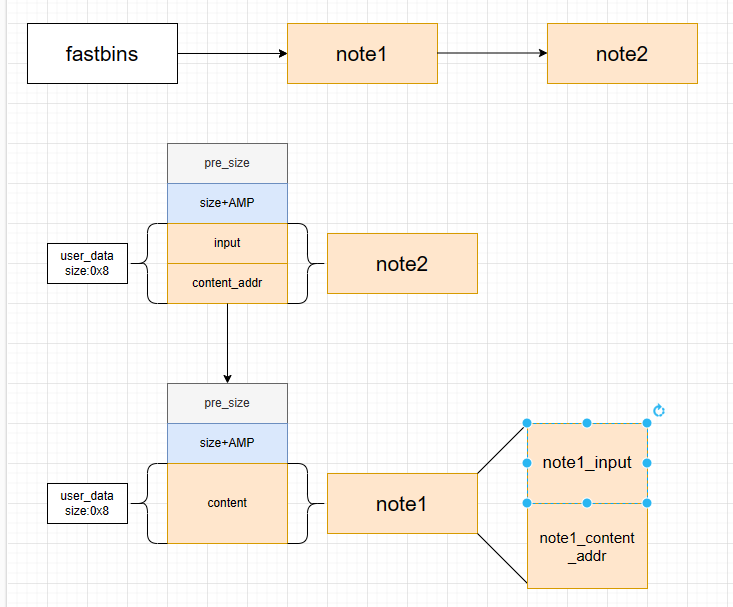 fastbins
note1
note2
pre_size
size+AMP
user_data
size:0x8
input
content_addr
note2
pre_size
size+AMP
user_data
size:0x8
content
note1
note1_input
note1_content
_addr